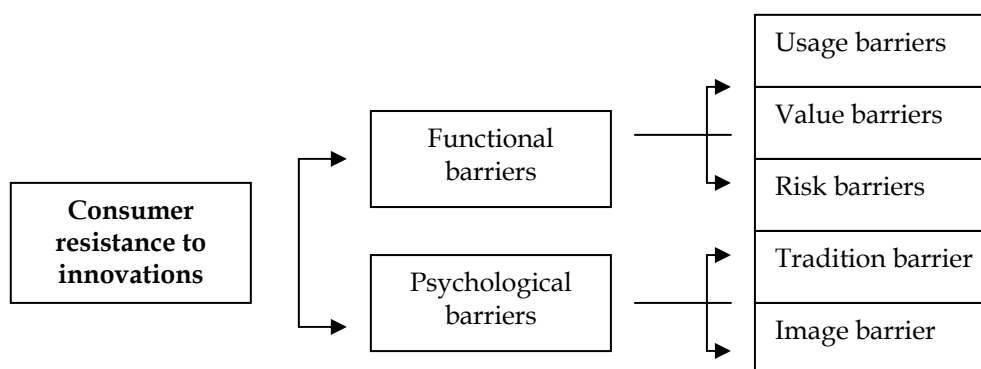 Consumer
resistance to
innovations
Functional
barriers
Psychological
barriers
Usage barriers
Value barriers
Risk barriers
Tradition barrier
Image barrier